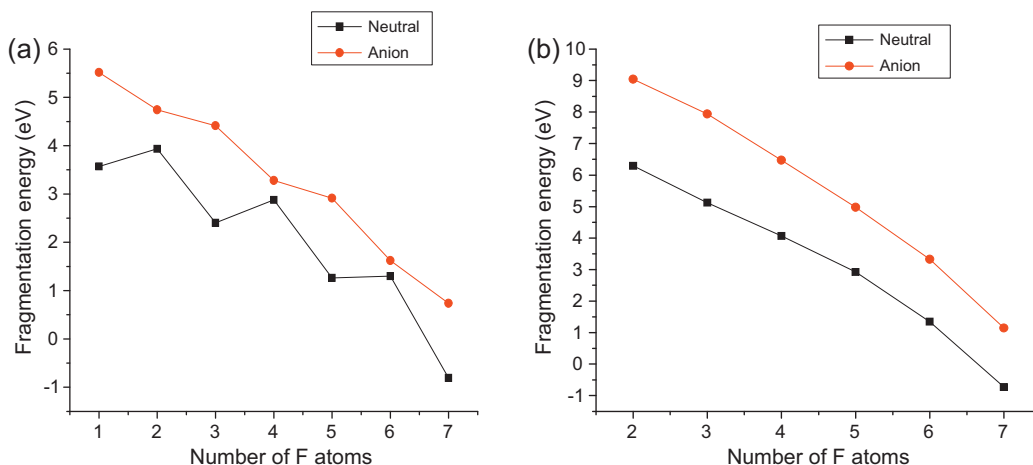 (a)
Neutral
Anion
Fragmentation energy (eV)
6
5
4
3
2
1
0
-1
1 2 3 4 5 6 7
Number of F atoms
(b)
Neutral
Anion
Fragmentation energy (eV)
10
9
8
7
6
5
4
3
2
1
0
-1
2 3 4 5 6 7
Number of F atoms